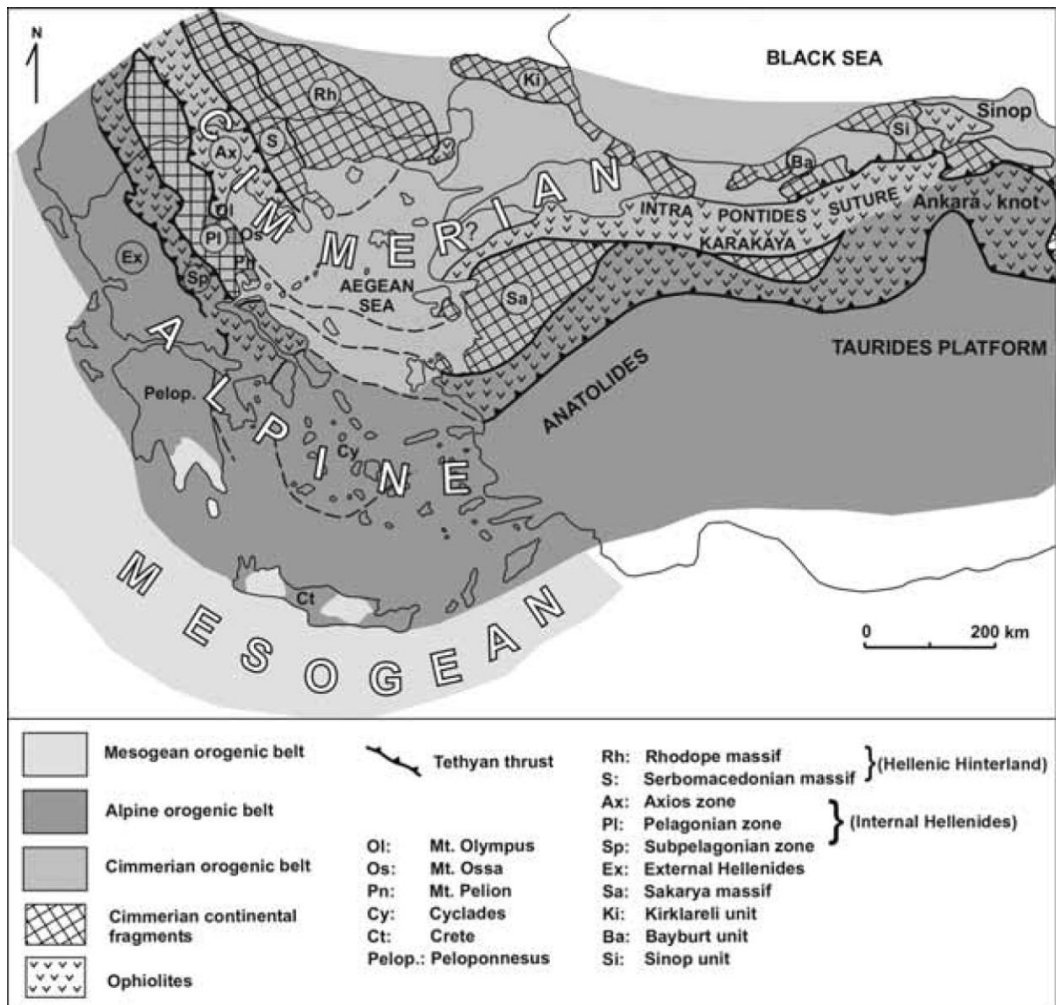 N
BLACK SEA
Ki
Rh
Sinop
Si
S
Ax
Ba
CIMMERIAN
INTRA PONTIDES SUTURE
Ankara knot
Ol
Os
KARAKAYA
Pl
?
Ex
Pn
Sp
AEGEAN
SEA
Sa
TAURIDES PLATFORM
ANATOLIDES
Pelop.
ALPINE
Cy
Ct
MESOGEAN
0 200 km
Mesogean orogenic belt
Alpine orogenic belt
Cimmerian orogenic belt
Cimmerian continental
fragments
Ophiolites
Tethyan thrust
Ol: Mt. Olympus
Os: Mt. Ossa
Pn: Mt. Pelion
Cy: Cyclades
Ct: Crete
Pelop.: Peloponnesus
Rh: Rhodope massif
S: Serbomacedonian massif
} (Hellenic Hinterland)
Ax: Axios zone
Pl: Pelagonian zone
Sp: Subpelagonian zone
} (Internal Hellenides)
Ex: External Hellenides
Sa: Sakarya massif
Ki: Kirklareli unit
Ba: Bayburt unit
Si: Sinop unit